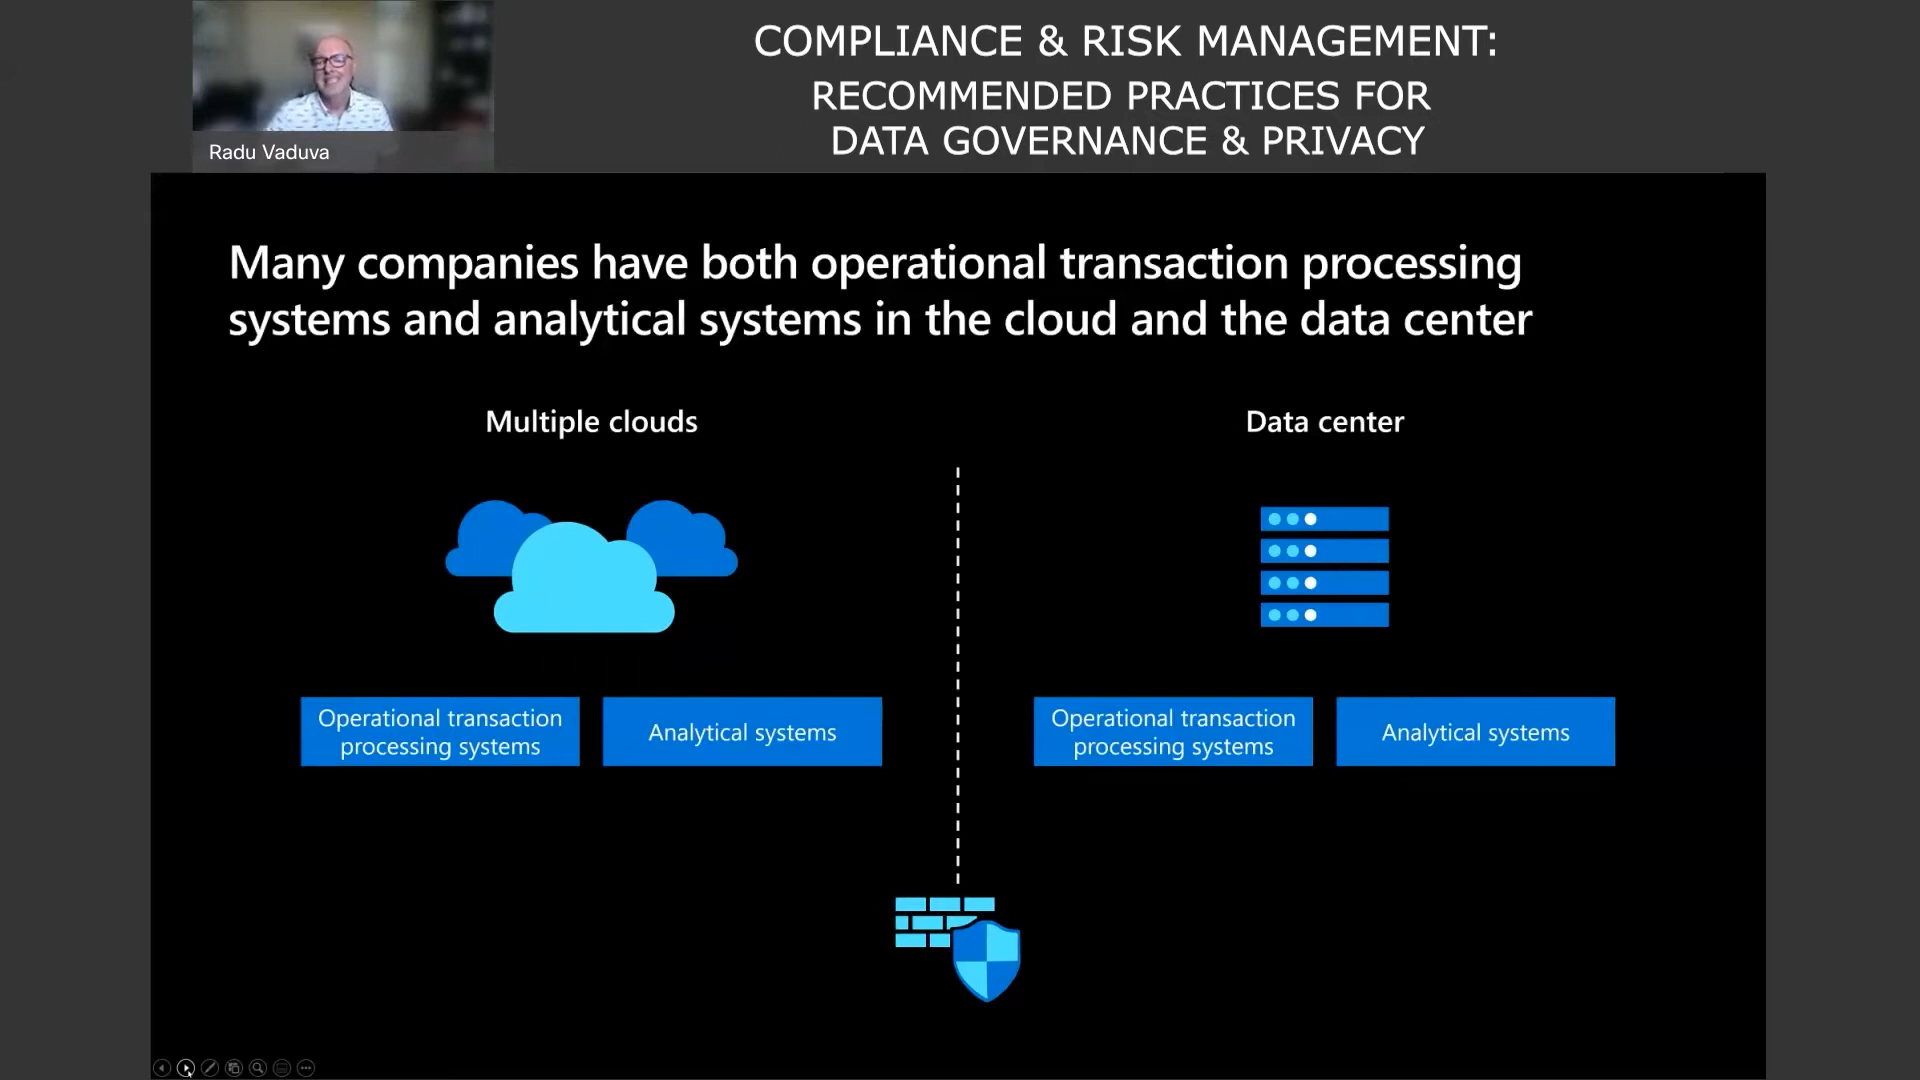 COMPLIANCE & RISK MANAGEMENT:
RECOMMENDED PRACTICES FOR
DATA GOVERNANCE & PRIVACY
Radu Vaduva
Many companies have both operational transaction processing
systems and analytical systems in the cloud and the data center
Multiple clouds
Data center
Operational transaction
processing systems
Analytical systems
Operational transaction
processing systems
Analytical systems